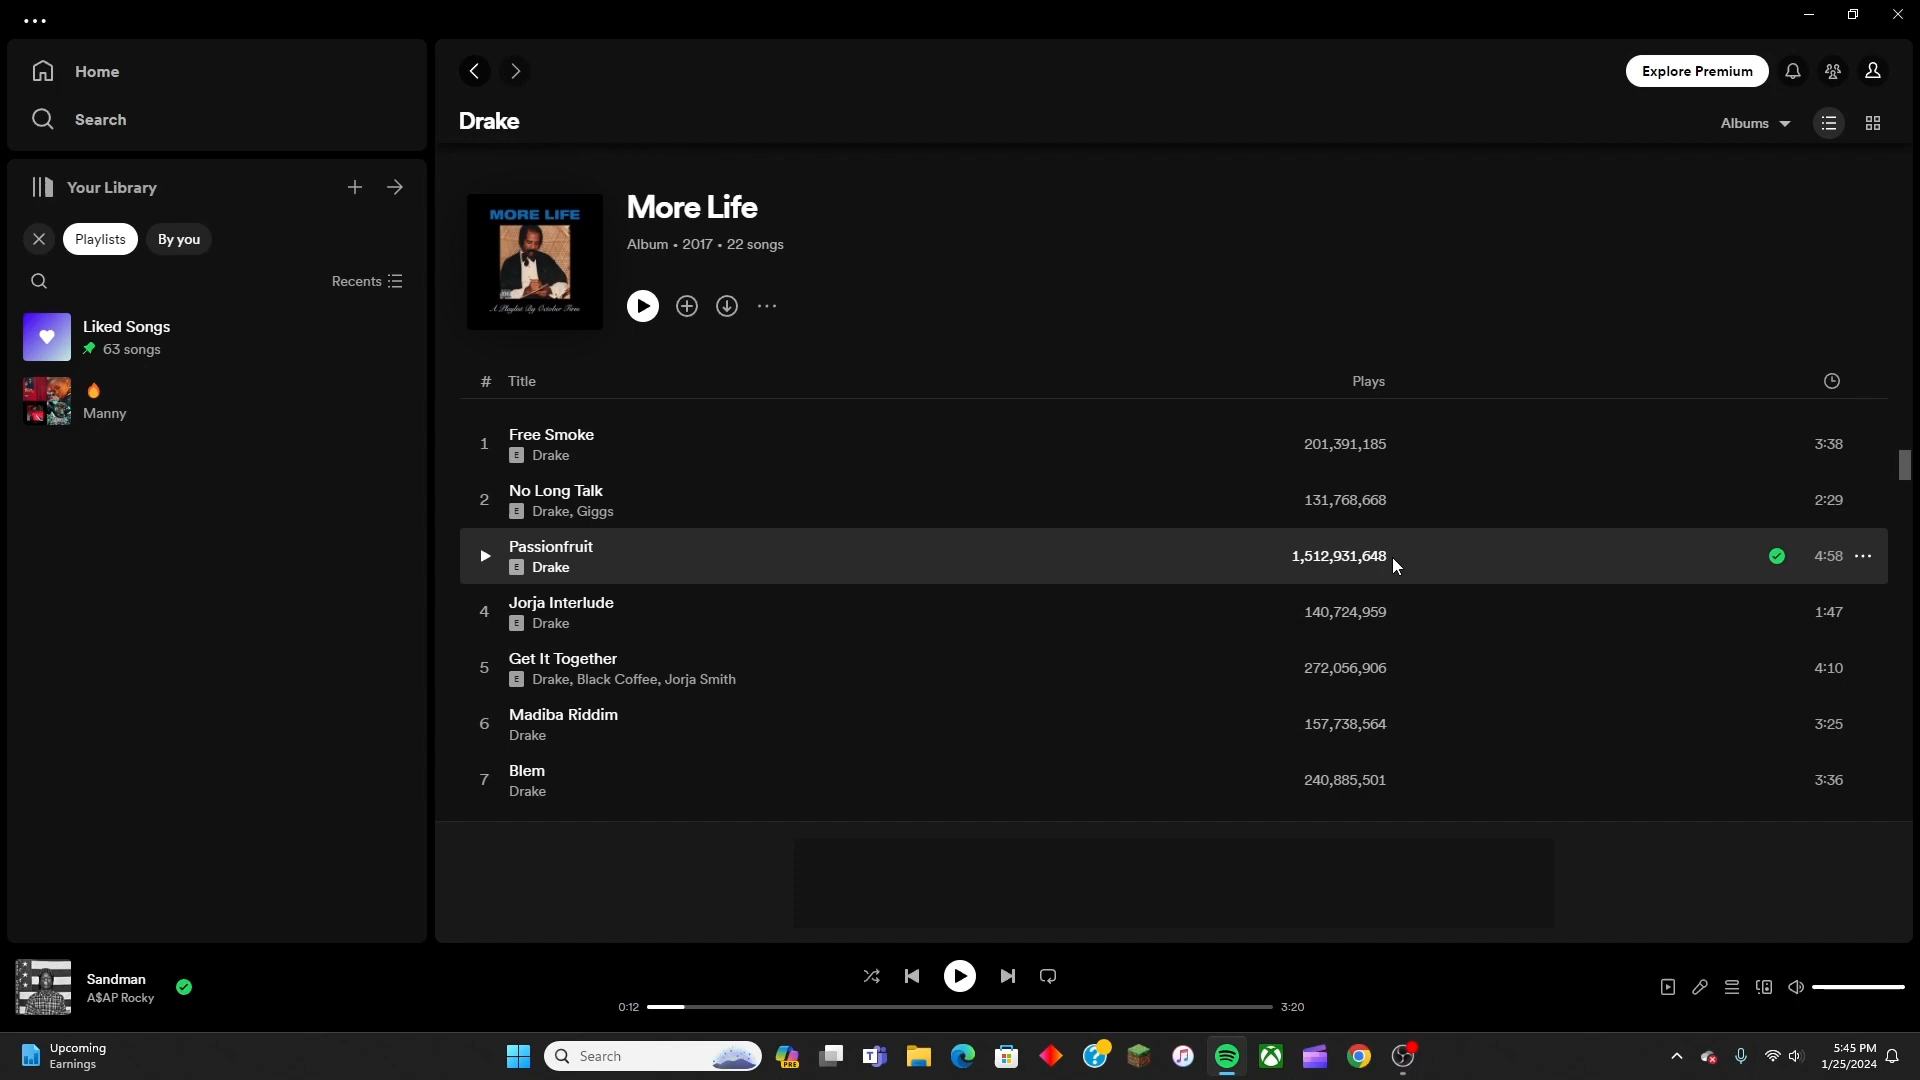 Home
Search
Explore Premium
Drake
Albums
Your Library
Playlists
By you
Recents
Liked Songs
63 songs
Manny
MORE LIFE
A Playlist By October Firm
More Life
Album • 2017 • 22 songs
# Title Plays
1 Free Smoke 201,391,185 3:38
E Drake
2 No Long Talk 131,768,668 2:29
E Drake, Giggs
Passionfruit 1,512,931,648 4:58
E Drake
4 Jorja Interlude 140,724,959 1:47
E Drake
5 Get It Together 272,056,906 4:10
E Drake, Black Coffee, Jorja Smith
6 Madiba Riddim 157,738,564 3:25
Drake
7 Blem 240,885,501 3:36
Drake
Sandman
A$AP Rocky
0:12 3:20
Upcoming
Earnings
Search
PRE
5:45 PM
1/25/2024